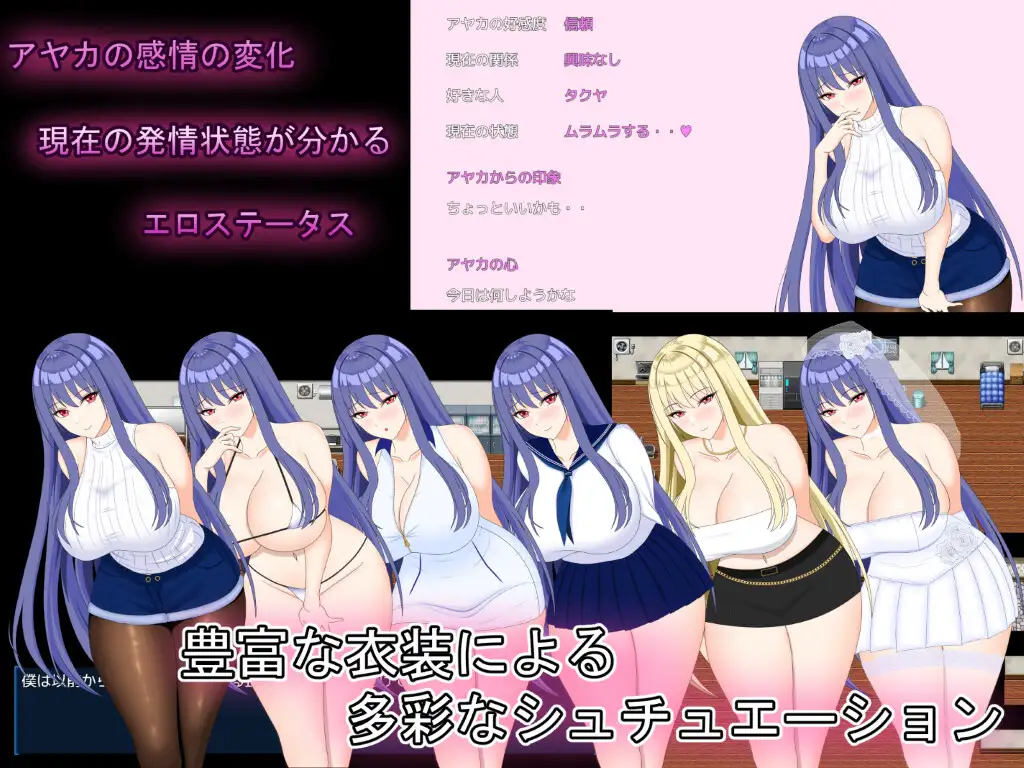 アヤカの感情の変化
現在の発情状態が分かる
エロステータス
アヤカの好感度 信頼
現在の関係 興味なし
好きな人 タクヤ
現在の状態 ムラムラする・・♥
アヤカからの印象
ちょっといいかも・・
アヤカの心
今日は何しようかな
僕は以前から
豊富な衣装による
多彩なシュチュエーション